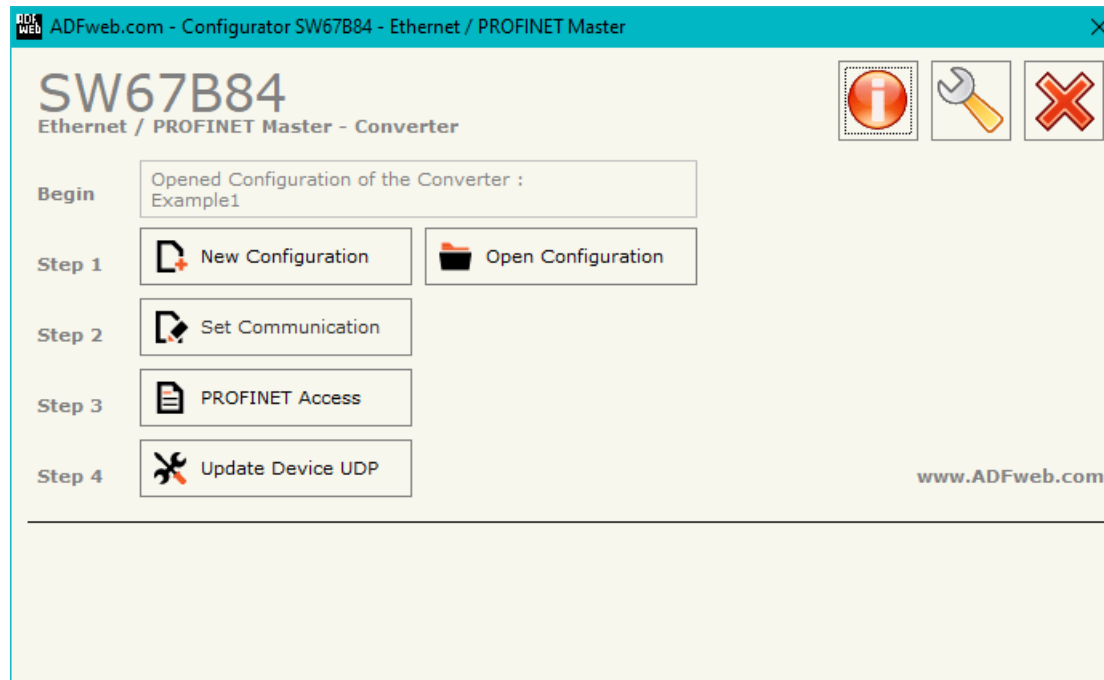 ADF WEB ADFweb.com - Configurator SW67B84 - Ethernet / PROFINET Master
SW67B84
Ethernet / PROFINET Master - Converter
Begin
Opened Configuration of the Converter :
Example1
Step 1
New Configuration
Open Configuration
Step 2
Set Communication
Step 3
PROFINET Access
Step 4
Update Device UDP
www.ADFweb.com